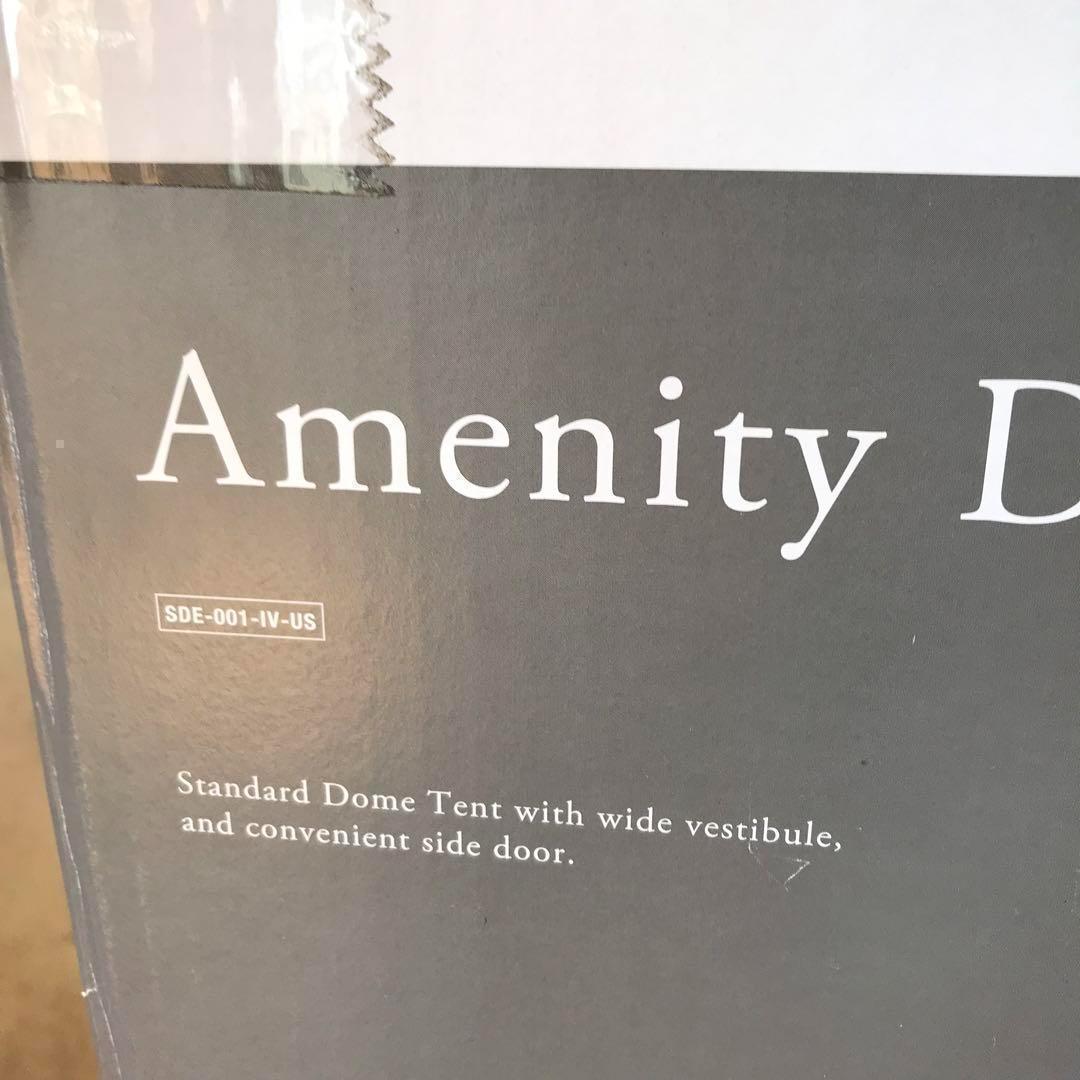 Amenity D
SDE-001-IV-US
Standard Dome Tent with wide vestibule,
and convenient side door.